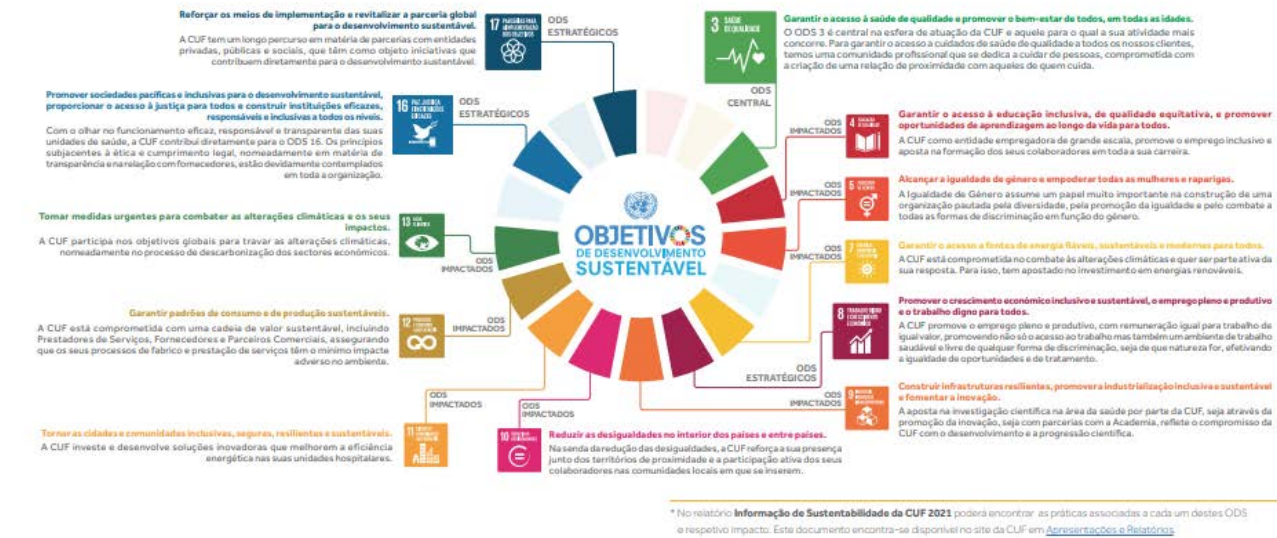 Reforçar os meios de implementação e revitalizar a parceria global
para o desenvolvimento sustentável.
A CUF tem um longo percurso em matéria de parcerias com entidades
privadas, públicas e sociais, que têm como objeto iniciativas que
contribuem diretamente para o desenvolvimento sustentável.
17
ODS
ESTRATÉGICOS
3 SAÚDE
DE QUALIDADE
ODS
CENTRAL
Garantir o acesso à saúde de qualidade e promover o bem-estar de todos, em todas as idades.
O ODS 3 é central na esfera de atuação da CUF e aquele para o qual a sua atividade mais
concorre. Para garantir o acesso a cuidados de saúde de qualidade a todos os nossos clientes,
temos uma comunidade profissional que se dedica a cuidar de pessoas, comprometida com
a criação de uma relação de proximidade com aqueles de quem cuida.
Promover sociedades pacíficas e inclusivas para o desenvolvimento sustentável,
proporcionar o acesso à justiça para todos e construir instituições eficazes,
responsáveis e inclusivas a todos os níveis.
Com o olhar no funcionamento eficaz, responsável e transparente das suas
unidades de saúde, a CUF contribui diretamente para o ODS 16. Os princípios
subjacentes à ética e cumprimento legal, nomeadamente em matéria de
transparência e na relação com fornecedores, estão devidamente contemplados
em toda a organização.
16 PAZ, JUSTIÇA
EFICAZES
ODS
ESTRATÉGICOS
ODS
IMPACTADOS
4
Garantir o acesso à educação inclusiva, de qualidade equitativa, e promover
oportunidades de aprendizagem ao longo da vida para todos.
A CUF como entidade empregadora de grande escala, promove o emprego inclusivo e
aposta na formação dos seus colaboradores em toda a sua carreira.
ODS
IMPACTADOS
5
Alcançar a igualdade de género e empoderar todas as mulheres e raparigas.
A Igualdade de Género assume um papel muito importante na construção de uma
organização pautada pela diversidade, pela promoção da igualdade e pelo combate a
todas as formas de discriminação em função do género.
Tomar medidas urgentes para combater as alterações climáticas e os seus
impactos.
A CUF participa nos objetivos globais para travar as alterações climáticas,
nomeadamente no processo de descarbonização dos sectores económicos.
13
ODS
IMPACTADOS
OBJETIVOS
DE DESENVOLVIMENTO
SUSTENTÁVEL
ODS
IMPACTADOS
7
Garantir o acesso a fontes de energia fiáveis, sustentáveis e modernas para todos.
A CUF está comprometida no combate às alterações climáticas e quer ser parte ativa da
sua resposta. Para isso, tem apostado no investimento em energias renováveis.
Garantir padrões de consumo e de produção sustentáveis.
A CUF está comprometida com uma cadeia de valor sustentável, incluindo
Prestadores de Serviços, Fornecedores e Parceiros Comerciais, assegurando
que os seus processos de fabrico e prestação de serviços têm o mínimo impacte
adverso no ambiente.
12
ODS
IMPACTADOS
ODS
ESTRATÉGICOS
8
Promover o crescimento económico inclusivo e sustentável, o emprego pleno e produtivo
e o trabalho digno para todos.
A CUF promove o emprego pleno e produtivo, com remuneração igual para trabalho de
igual valor, promovendo não só o acesso ao trabalho mas também um ambiente de trabalho
saudável e livre de qualquer forma de discriminação, seja de que natureza for, efetivando
a igualdade de oportunidades e de tratamento.
ODS
IMPACTADOS
9
Construir infraestruturas resilientes, promover a industrialização inclusiva e sustentável
e fomentar a inovação.
A aposta na investigação científica na área da saúde por parte da CUF, seja através da
promoção da inovação, seja com parcerias com a Academia, reflete o compromisso da
CUF com o desenvolvimento e a progressão científica.
Tornar as cidades e comunidades inclusivas, seguras, resilientes e sustentáveis.
A CUF investe e desenvolve soluções inovadoras que melhorem a eficiência
energética nas suas unidades hospitalares.
11
ODS
IMPACTADOS
ODS
IMPACTADOS
10
Reduzir as desigualdades no interior dos países e entre países.
Na senda da redução das desigualdades, a CUF reforça a sua presença
junto dos territórios de proximidade e a participação ativa dos seus
colaboradores nas comunidades locais em que se inserem.
* No relatório Informação de Sustentabilidade da CUF 2021 poderá encontrar as práticas associadas a cada um destes ODS
e respetivo impacto. Este documento encontra-se disponível no site da CUF em Apresentações e Relatórios